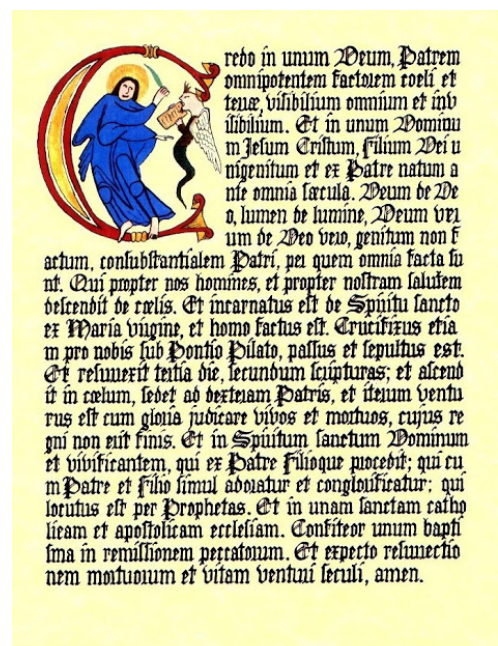 Credo in unum Deum, Patrem
omnipotentem factorem coeli et
terræ, visibilium omnium et inv
isibilium. Et in unum Dominu
m Jesum Cristum, Filium Dei u
nigenitum et ex Patre natum a
nte omnia sæcula. Deum de De
o, lumen de lumine, Deum ver
um de Deo vero, genitum non f
actum, consubstantialem Patri, per quem omnia facta su
nt. Qui propter nos homines, et propter nostram salutem
descendit de cœlis. Et incarnatus est de Spiritu sancto
ex Maria virgine, et homo factus est. Crucifixus etia
m pro nobis sub Pontio Pilato, passus et sepultus est.
Et resurrexit tertia die, secundum scripturas; et ascend
it in cœlum, sedet ad dexteram Patris, et iterum ventu
rus est cum gloria judicare vivos et mortuos, cujus re
gni non erit finis. Et in Spiritum sanctum Dominum
et vivificantem, qui ex Patre Filioque procedit; qui cu
m Patre et Filio simul adoratur et conglorificatur; qui
locutus est per Prophetas. Et in unam sanctam catho
licam et apostolicam ecclesiam. Confiteor unum bapti
sma in remissionem peccatorum. Et expecto resurrectio
nem mortuorum et vitam venturi seculi, amen.